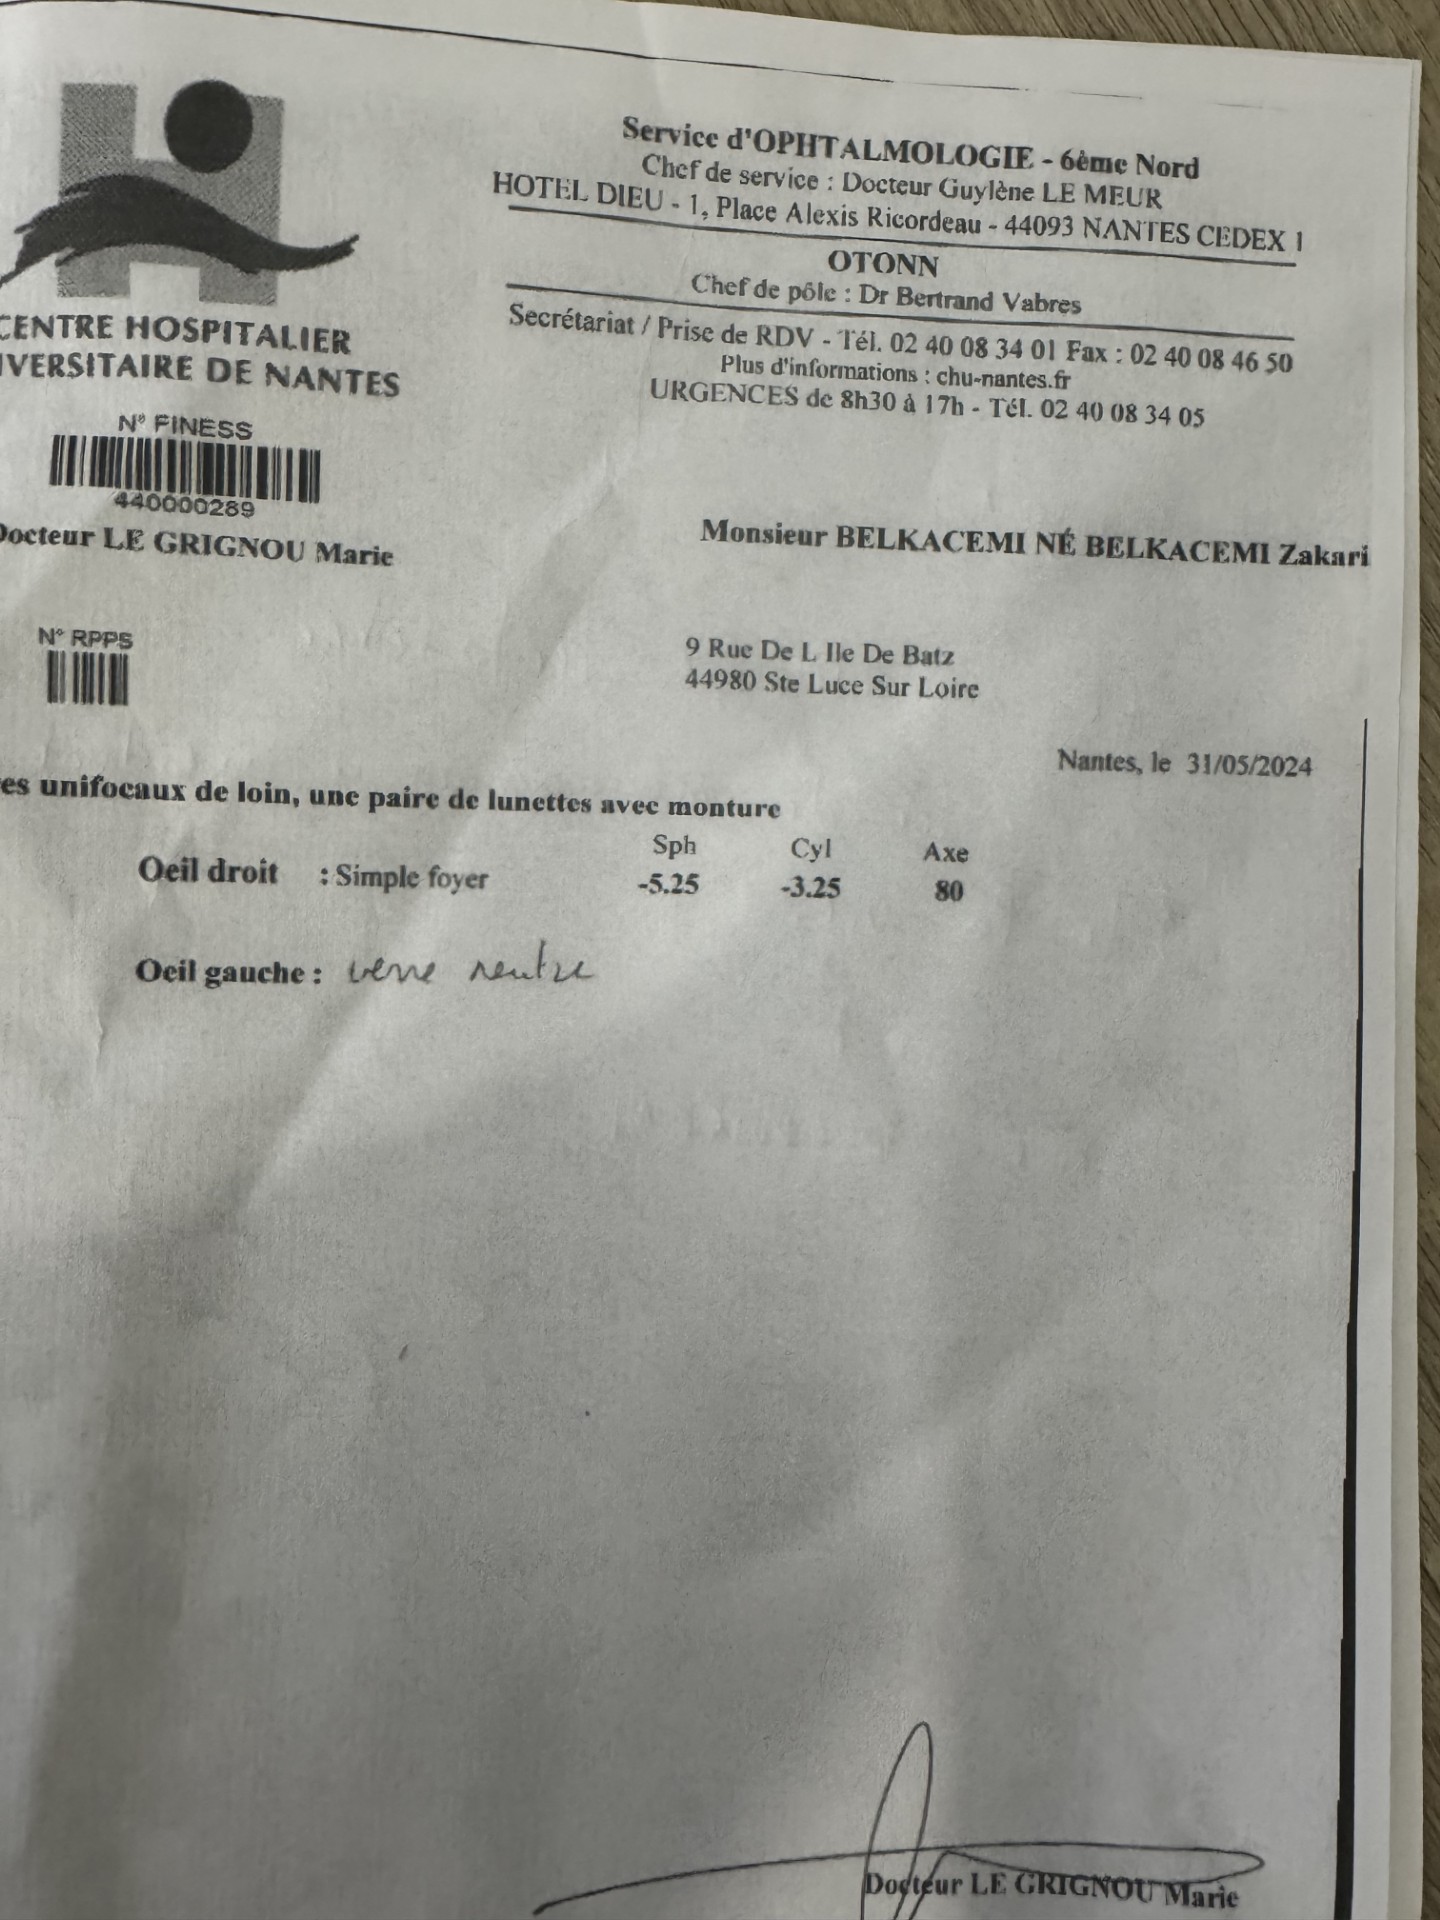 Service d'OPHTALMOLOGIE - 6ème Nord
Chef de service : Docteur Guylène LE MEUR
HOTEL DIEU - 1, Place Alexis Ricordeau - 44093 NANTES CEDEX 1
OTONN
Chef de pôle : Dr Bertrand Vabres
Secrétariat / Prise de RDV - Tél. 02 40 08 34 01 Fax : 02 40 08 46 50
Plus d'informations : chu-nantes.fr
URGENCES de 8h30 à 17h - Tél. 02 40 08 34 05
CENTRE HOSPITALIER
IVERSITAIRE DE NANTES
N° FINESS
440000289
Docteur LE GRIGNOU Marie
Monsieur BELKACEMI NÉ BELKACEMI Zakari
N° RPPS
9 Rue De L Ile De Batz
44980 Ste Luce Sur Loire
Nantes, le 31/05/2024
es unifocaux de loin, une paire de lunettes avec monture
Sph Cyl Axe
Oeil droit : Simple foyer -5.25 -3.25 80
Oeil gauche : verre neutre
Docteur LE GRIGNOU Marie